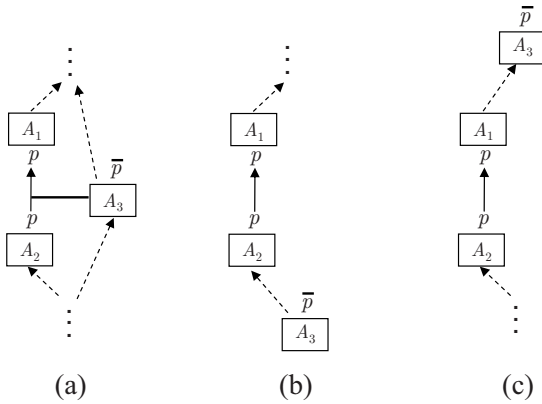 ⋮
A₁
p
p
A₂
p̅
A₃
⋮
(a)
⋮
A₁
p
p
A₂
p̅
A₃
(b)
p̅
A₃
A₁
p
p
A₂
⋮
(c)